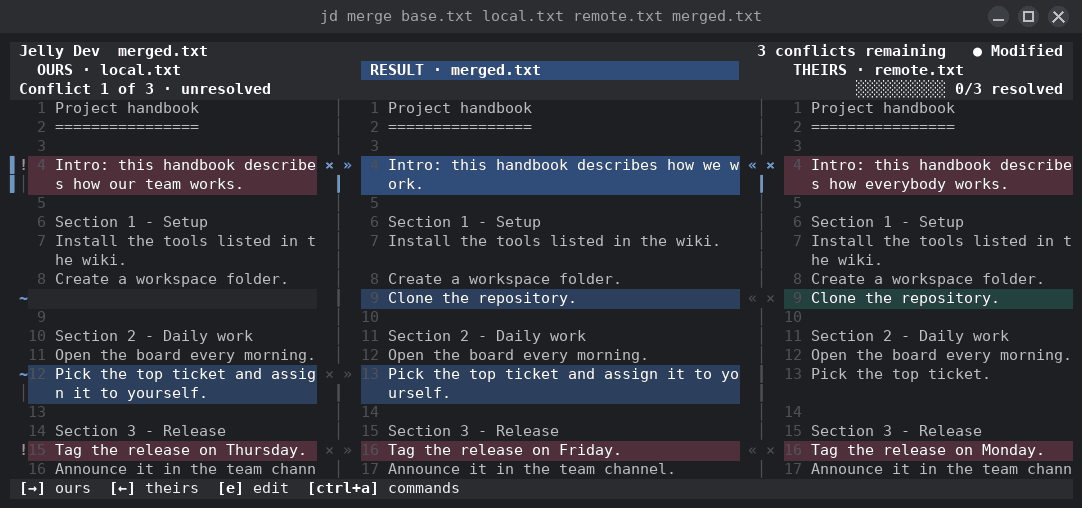 jd merge base.txt local.txt remote.txt merged.txt
Jelly Dev  merged.txt    3 conflicts remaining   ● Modified
OURS · local.txt    RESULT · merged.txt    THEIRS · remote.txt
Conflict 1 of 3 · unresolved    ░░░░░░░░░░ 0/3 resolved
1 Project handbook │ 1 Project handbook │ 1 Project handbook
2 ================ │ 2 ================ │ 2 ================
3 │ 3 │ 3
! 4 Intro: this handbook describe × » 4 Intro: this handbook describes how we w « × 4 Intro: this handbook describe
s how our team works. ork. s how everybody works.
5 │ 5 │ 5
6 Section 1 - Setup │ 6 Section 1 - Setup │ 6 Section 1 - Setup
7 Install the tools listed in t │ 7 Install the tools listed in the wiki. │ 7 Install the tools listed in t
he wiki. │ │ he wiki.
8 Create a workspace folder. │ 8 Create a workspace folder. │ 8 Create a workspace folder.
~ │ 9 Clone the repository. « × 9 Clone the repository.
9 │ 10 │ 10
10 Section 2 - Daily work │ 11 Section 2 - Daily work │ 11 Section 2 - Daily work
11 Open the board every morning. │ 12 Open the board every morning. │ 12 Open the board every morning.
~12 Pick the top ticket and assig × » 13 Pick the top ticket and assign it to yo │ 13 Pick the top ticket.
n it to yourself. urself.
13 │ 14 │ 14
14 Section 3 - Release │ 15 Section 3 - Release │ 15 Section 3 - Release
!15 Tag the release on Thursday. × » 16 Tag the release on Friday. « × 16 Tag the release on Monday.
16 Announce it in the team chann │ 17 Announce it in the team channel. │ 17 Announce it in the team chann
[→] ours  [←] theirs  [e] edit  [ctrl+a] commands